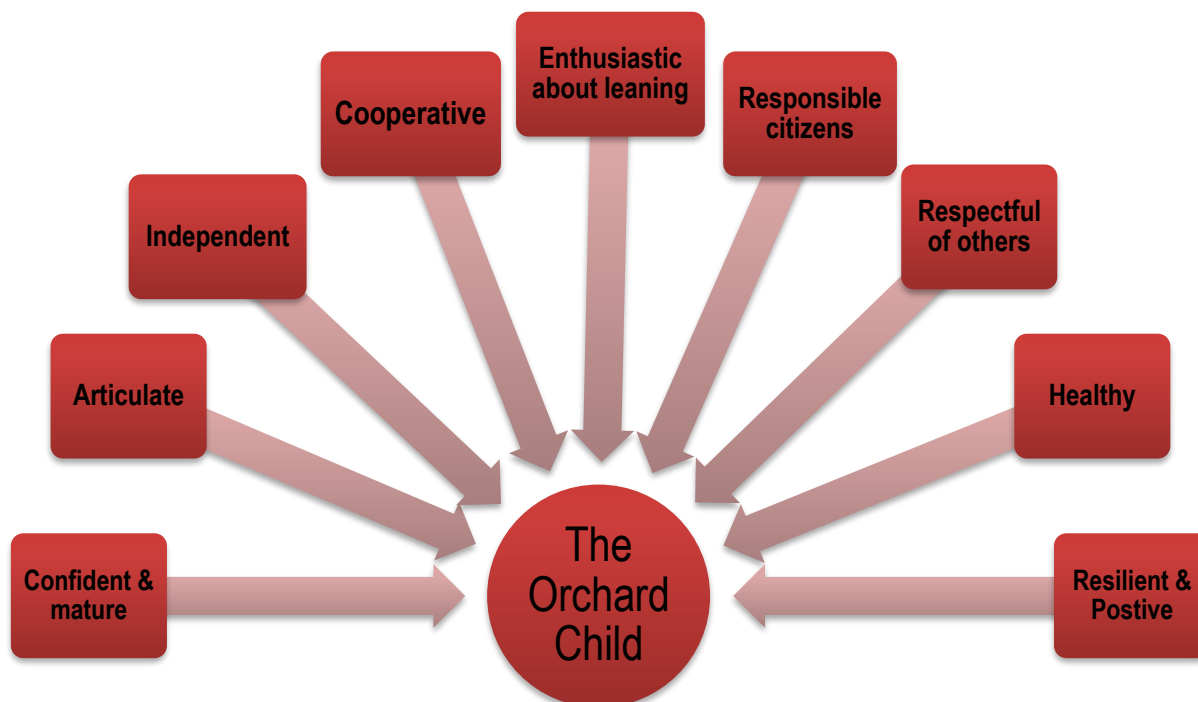 Enthusiastic
about leaning
Cooperative
Responsible
citizens
Independent
Respectful
of others
Articulate
Healthy
Confident &
mature
The
Orchard
Child
Resilient &
Postive